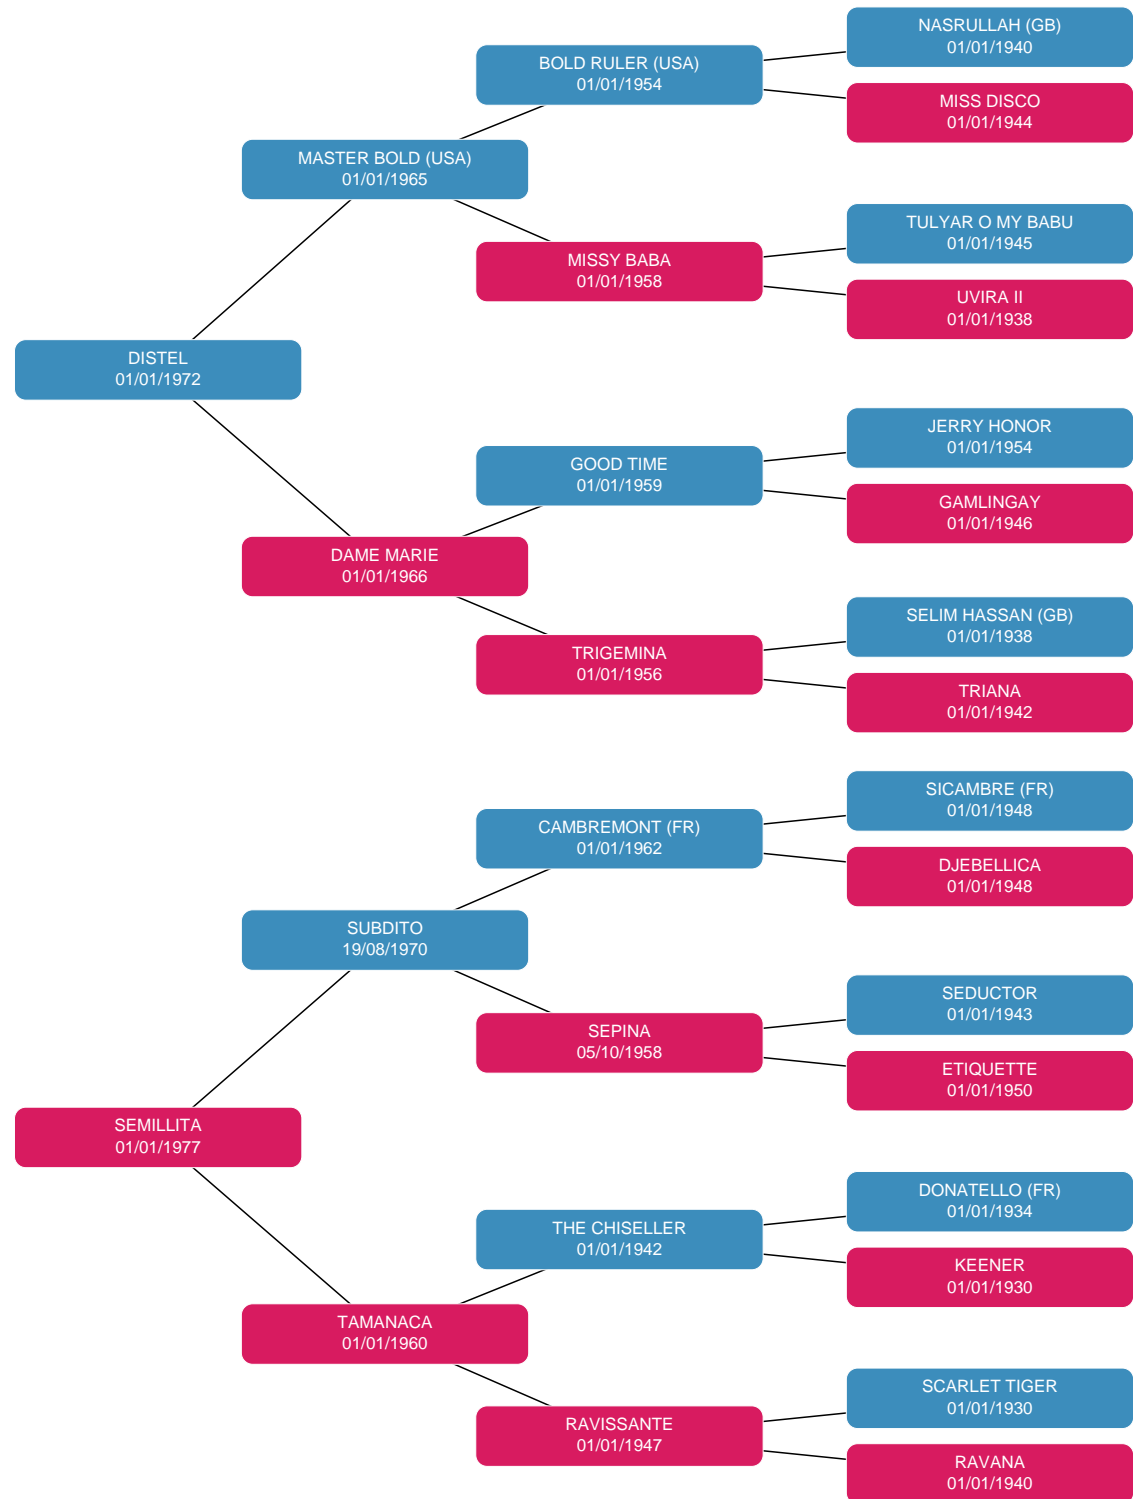 NASRULLAH (GB)
01/01/1940
BOLD RULER (USA)
01/01/1954
MISS DISCO
01/01/1944
MASTER BOLD (USA)
01/01/1965
TULYAR O MY BABU
01/01/1945
MISSY BABA
01/01/1958
UVIRA II
01/01/1938
DISTEL
01/01/1972
JERRY HONOR
01/01/1954
GOOD TIME
01/01/1959
GAMLINGAY
01/01/1946
DAME MARIE
01/01/1966
SELIM HASSAN (GB)
01/01/1938
TRIGEMINA
01/01/1956
TRIANA
01/01/1942
SICAMBRE (FR)
01/01/1948
CAMBREMONT (FR)
01/01/1962
DJEBELLICA
01/01/1948
SUBDITO
19/08/1970
SEDUCTOR
01/01/1943
SEPINA
05/10/1958
ETIQUETTE
01/01/1950
SEMILLITA
01/01/1977
DONATELLO (FR)
01/01/1934
THE CHISELLER
01/01/1942
KEENER
01/01/1930
TAMANACA
01/01/1960
SCARLET TIGER
01/01/1930
RAVISSANTE
01/01/1947
RAVANA
01/01/1940